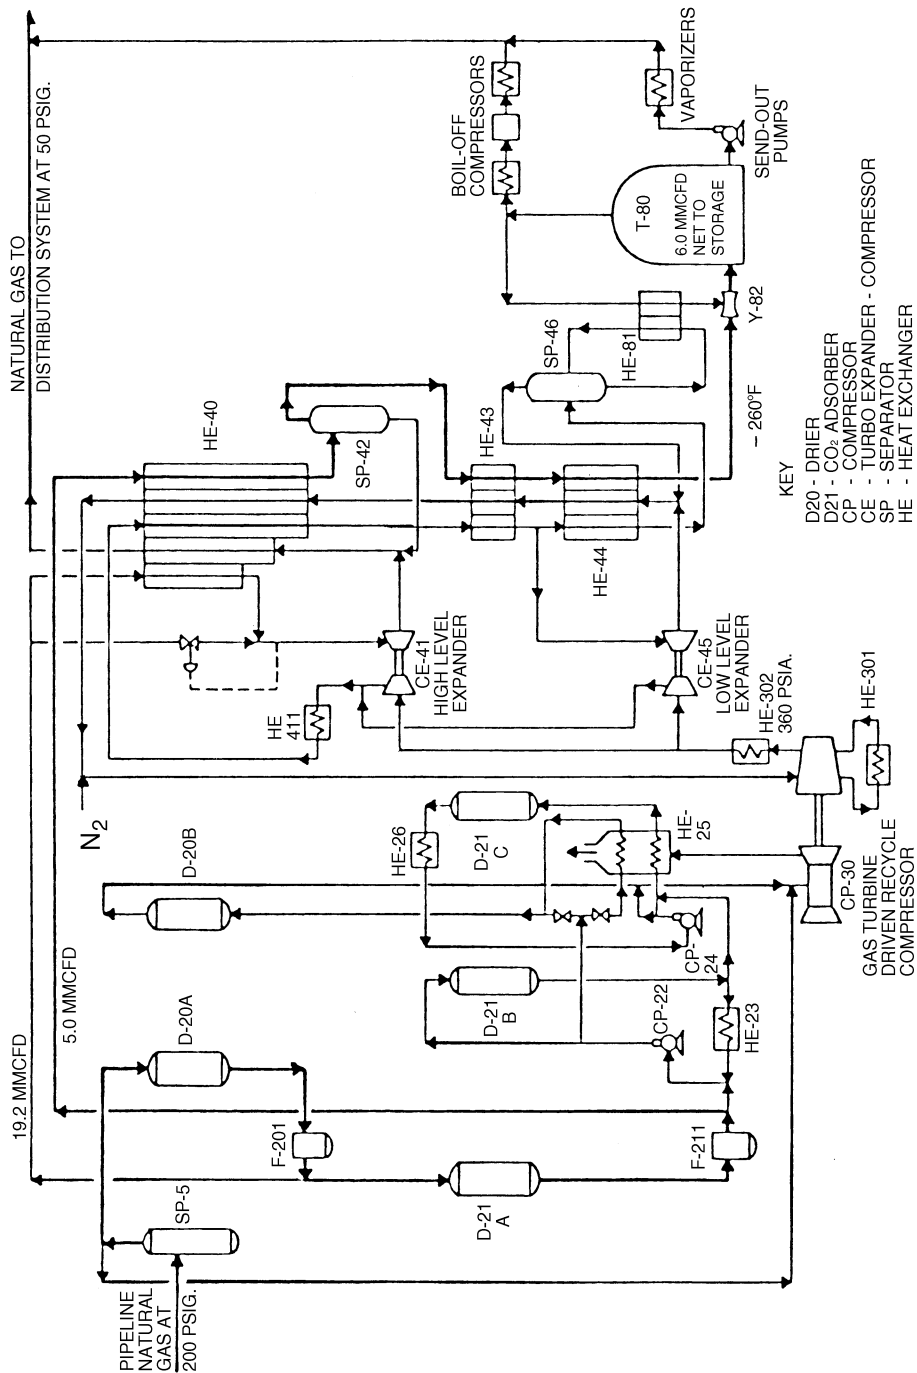 PIPELINE
NATURAL
GAS AT
200 PSIG.
SP-5
19.2 MMCFD
5.0 MMCFD
D-20A
F-201
D-21
A
F-211
D-20B
N2
HE-26
D-21
C
D-21
B
HE-
25
CP-
24
CP-22
HE-23
CP-30
GAS TURBINE
DRIVEN RECYCLE
COMPRESSOR
HE-301
HE-302
360 PSIA.
HE
411
CE-41
HIGH LEVEL
EXPANDER
CE-45
LOW LEVEL
EXPANDER
NATURAL GAS TO
DISTRIBUTION SYSTEM AT 50 PSIG.
HE-40
SP-42
HE-43
HE-44
SP-46
HE-81
– 260°F
Y-82
BOIL-OFF
COMPRESSORS
T-80
6.0 MMCFD
NET TO
STORAGE
VAPORIZERS
SEND-OUT
PUMPS
KEY
D20 - DRIER
D21 - CO₂ ADSORBER
CP - COMPRESSOR
CE - TURBO EXPANDER - COMPRESSOR
SP - SEPARATOR
HE - HEAT EXCHANGER